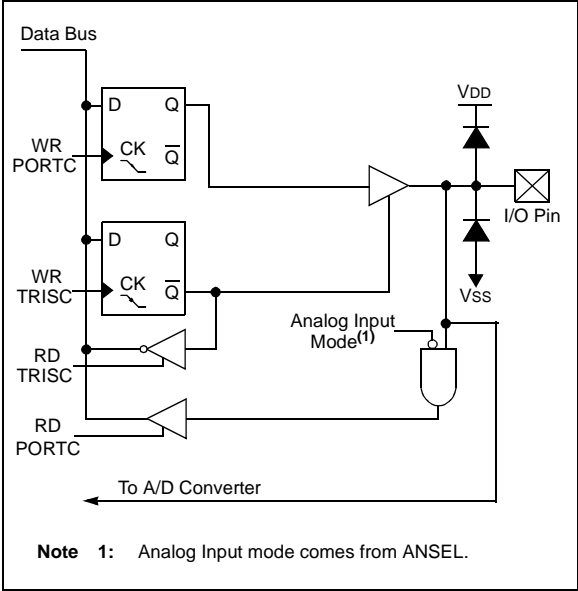 Data Bus
D Q
WR
PORTC
CK
Q
VDD
I/O Pin
D Q
WR
TRISC
CK
Q
VSS
Analog Input
Mode(1)
RD
TRISC
RD
PORTC
To A/D Converter
Note 1: Analog Input mode comes from ANSEL.